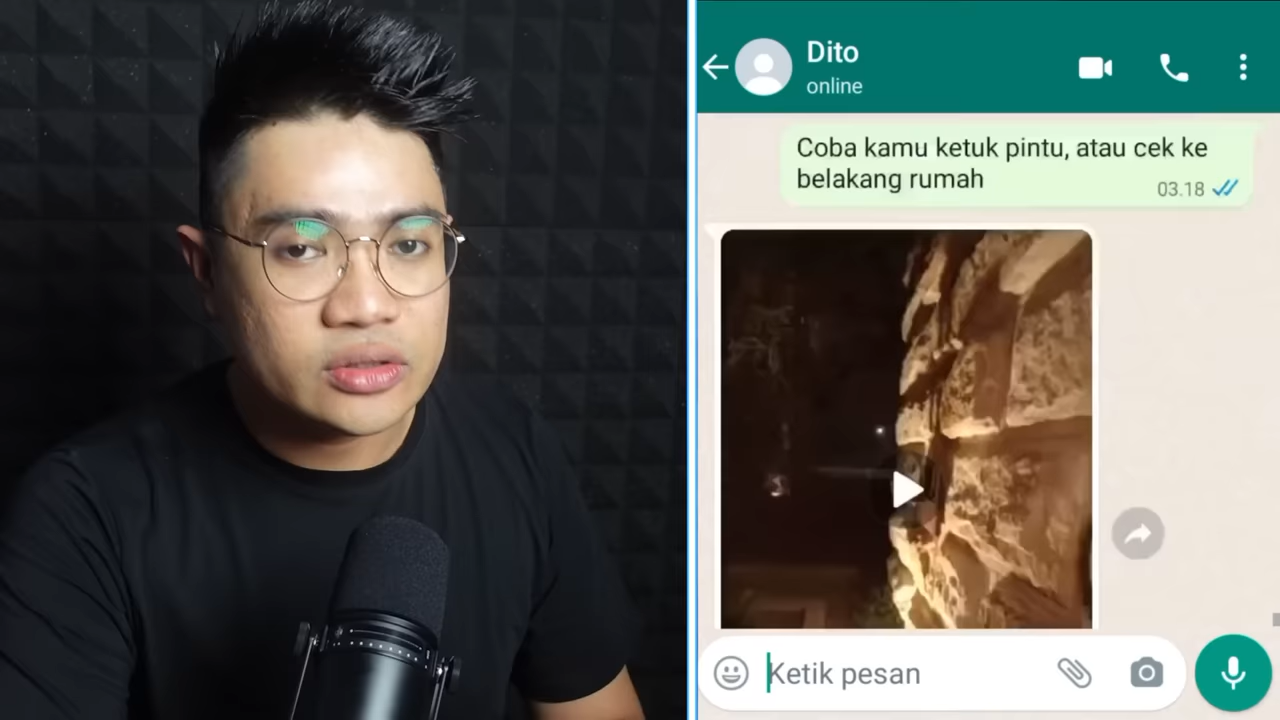 Dito
online
Coba kamu ketuk pintu, atau cek ke
belakang rumah
03.18
Ketik pesan